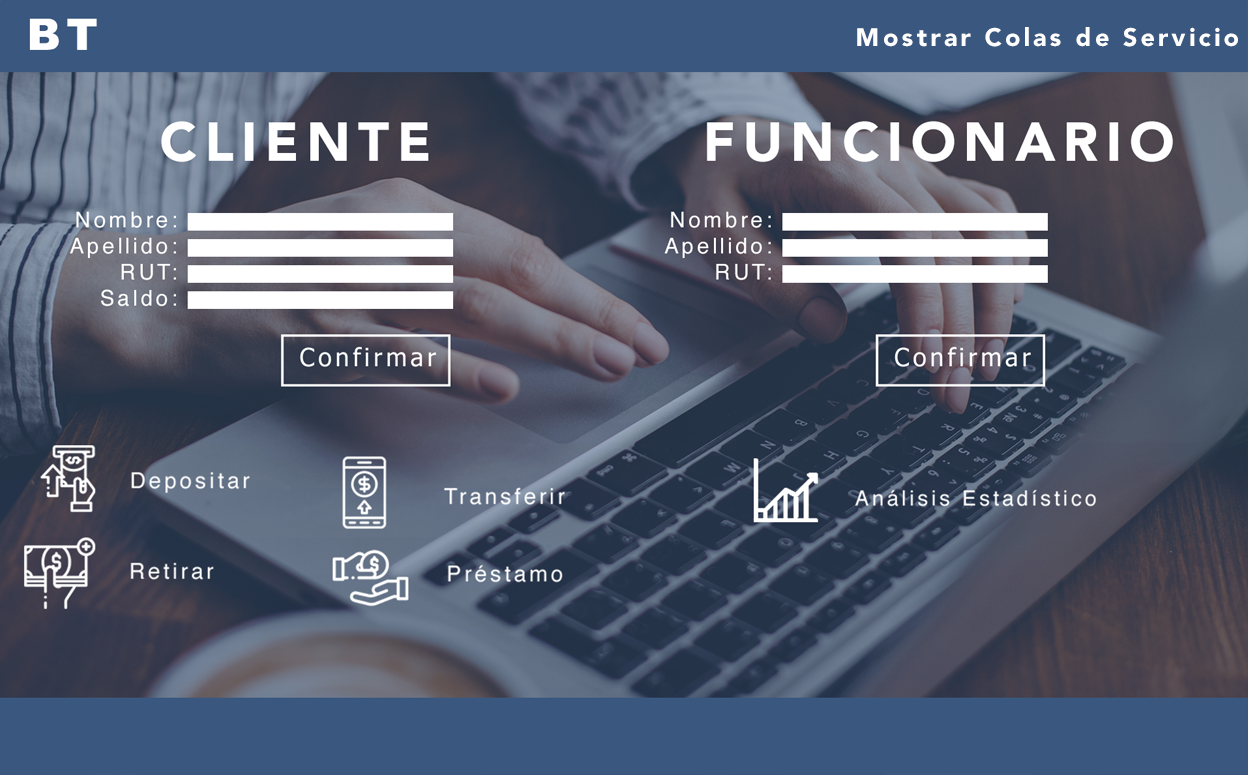 BT
Mostrar Colas de Servicio
CLIENTE
Nombre:
Apellido:
RUT:
Saldo:
Confirmar
Depositar
Transferir
Retirar
Préstamo
FUNCIONARIO
Nombre:
Apellido:
RUT:
Confirmar
Análisis Estadístico